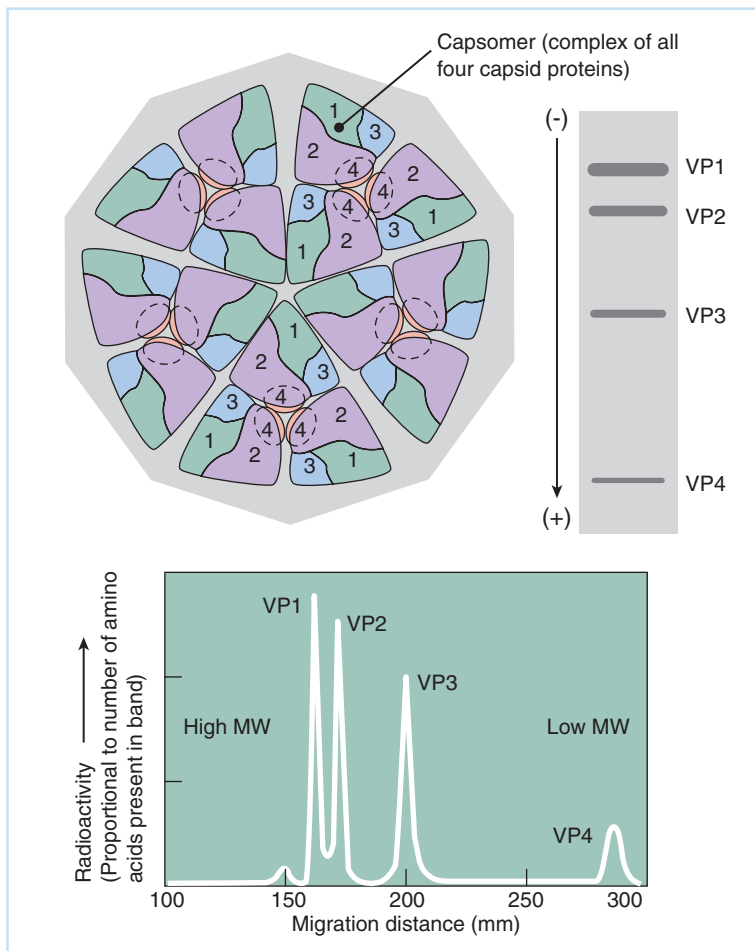 Capsomer (complex of all
four capsid proteins)
1
3
2
4
2
4
4
3
1
2
3
1
(-)
VP1
VP2
VP3
VP4
(+)
1
2
3
4
2
4
4
1
2
3
1
VP1
VP2
VP3
High MW
Low MW
VP4
Radioactivity
(Proportional to number of amino
acids present in band)
100
150
200
250
300
Migration distance (mm)